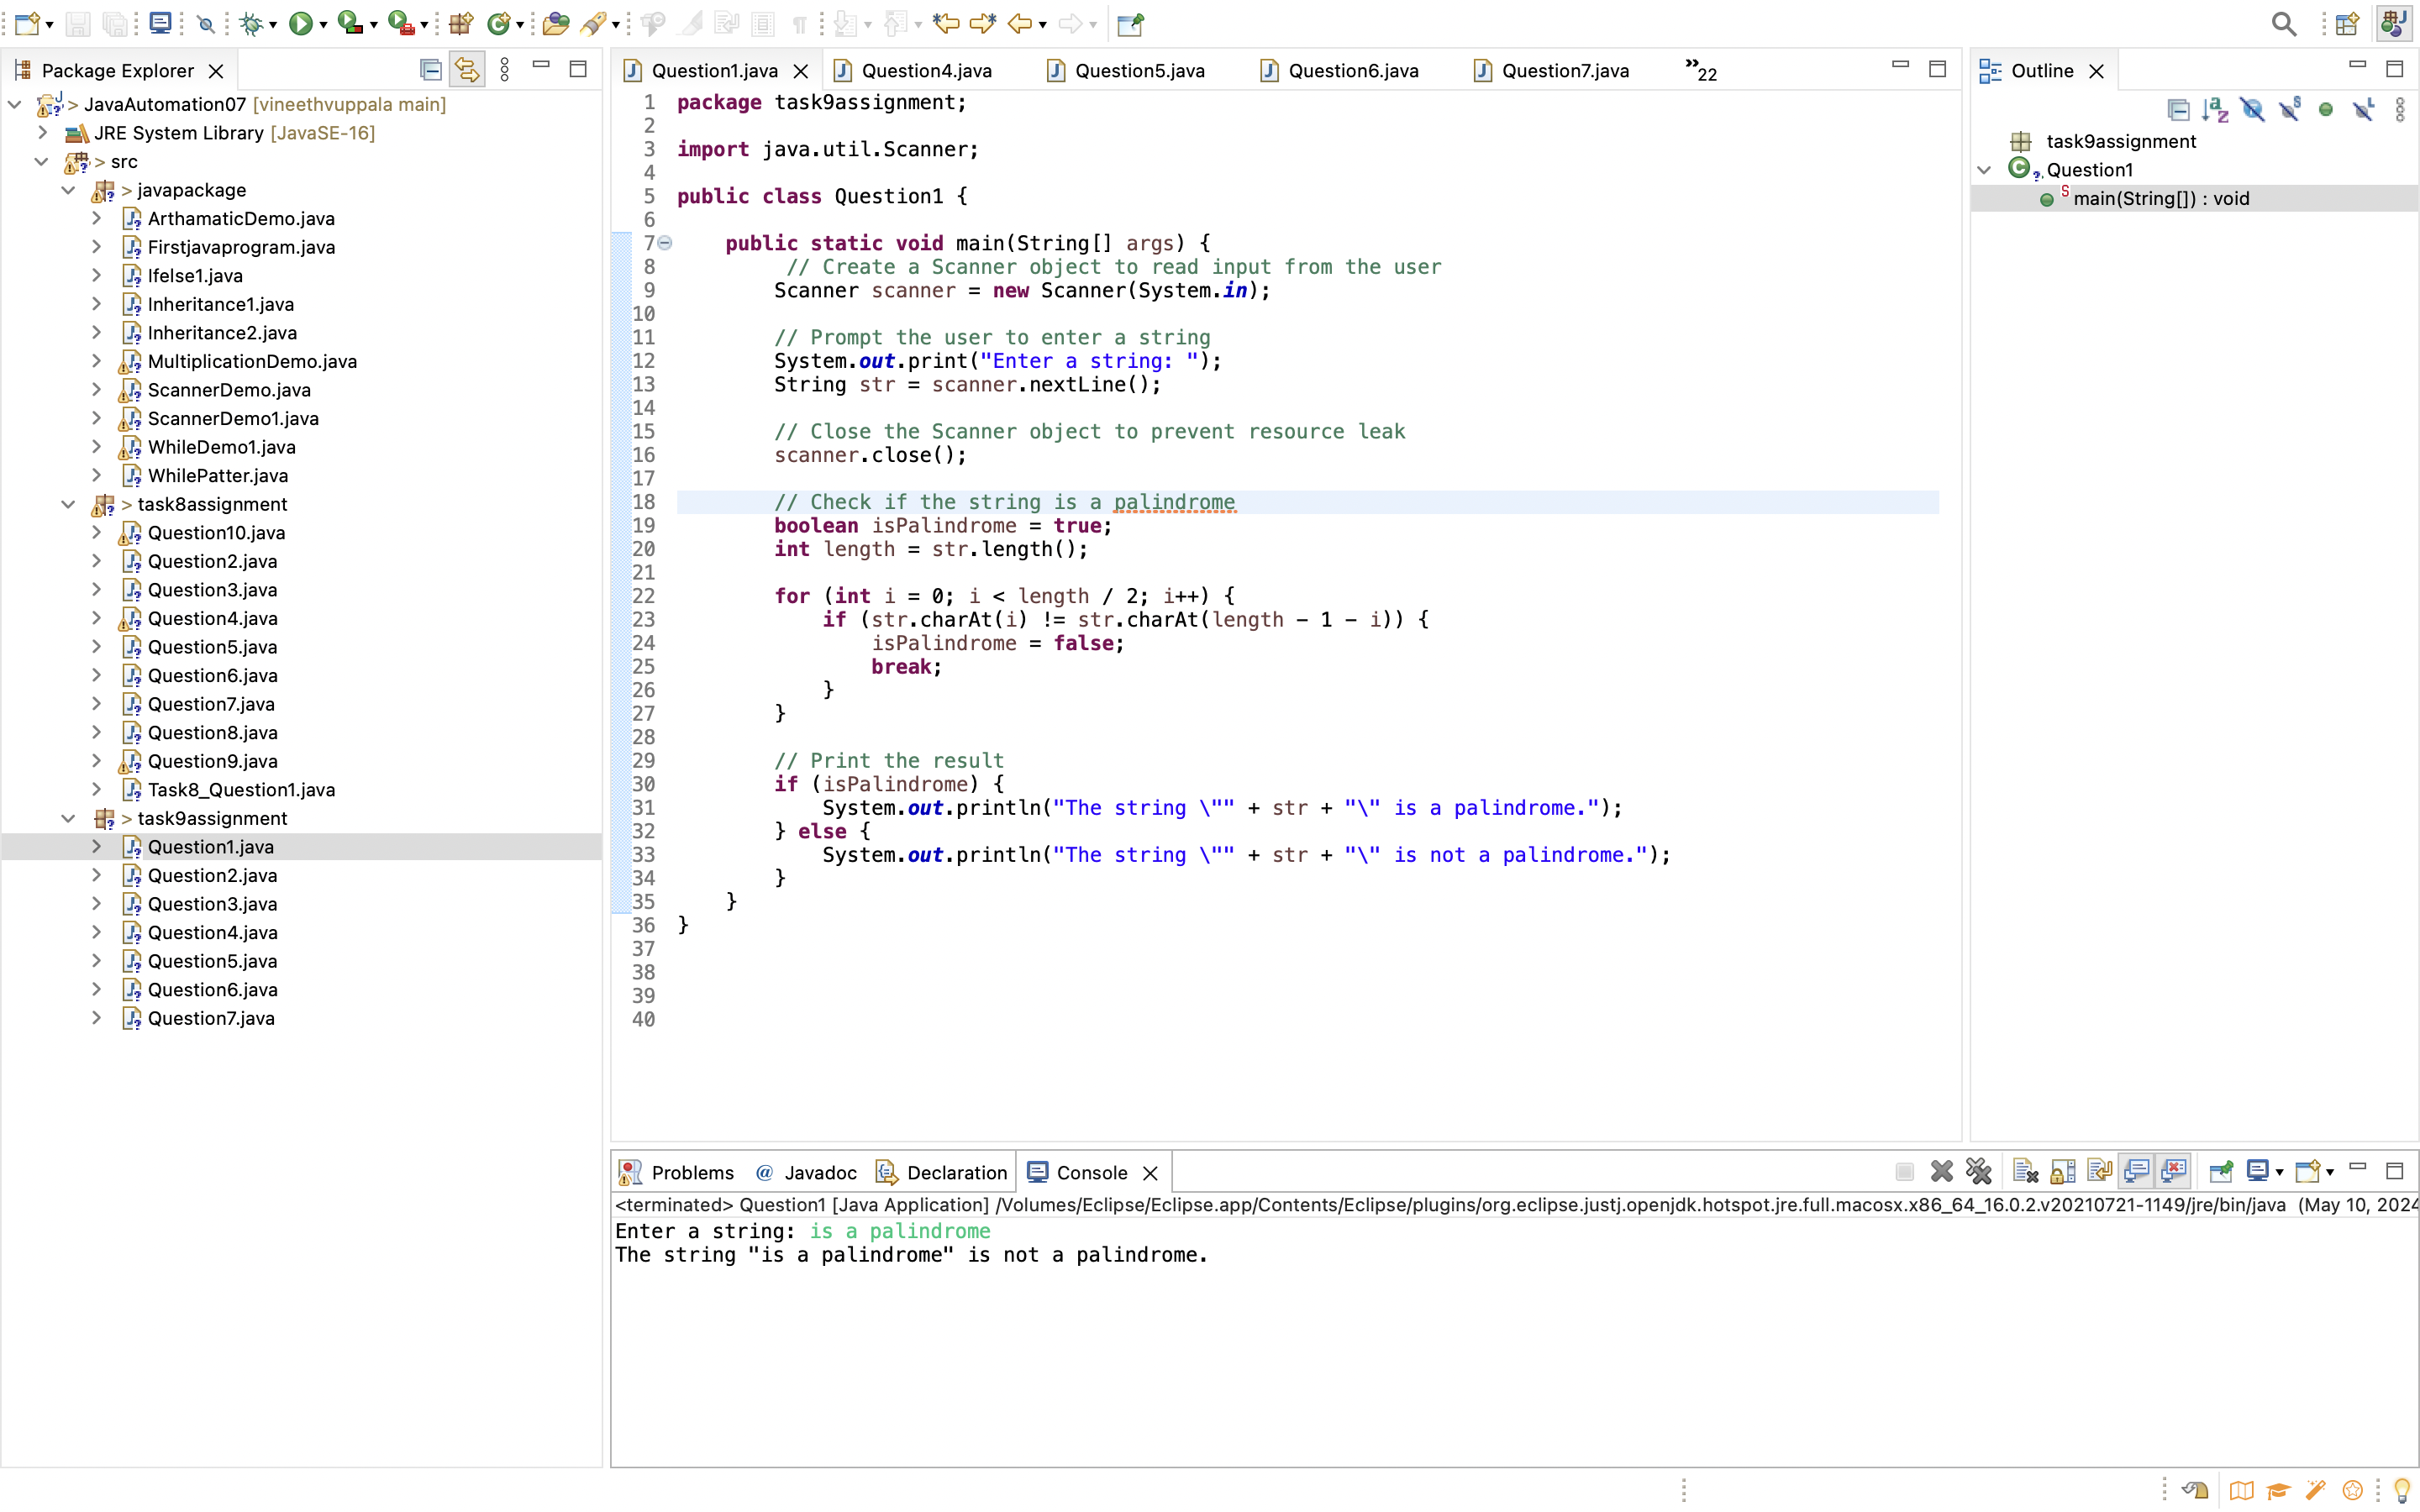 Package Explorer
> JavaAutomation07 [vineethvuppala main]
JRE System Library [JavaSE-16]
> src
> javapackage
ArthamaticDemo.java
Firstjavaprogram.java
Ifelse1.java
Inheritance1.java
Inheritance2.java
MultiplicationDemo.java
ScannerDemo.java
ScannerDemo1.java
WhileDemo1.java
WhilePatter.java
> task8assignment
Question10.java
Question2.java
Question3.java
Question4.java
Question5.java
Question6.java
Question7.java
Question8.java
Question9.java
Task8_Question1.java
> task9assignment
Question1.java
Question2.java
Question3.java
Question4.java
Question5.java
Question6.java
Question7.java
Question1.java Question4.java Question5.java Question6.java Question7.java »22
1 package task9assignment;
2
3 import java.util.Scanner;
4
5 public class Question1 {
6
7 public static void main(String[] args) {
8 // Create a Scanner object to read input from the user
9 Scanner scanner = new Scanner(System.in);
10
11 // Prompt the user to enter a string
12 System.out.print("Enter a string: ");
13 String str = scanner.nextLine();
14
15 // Close the Scanner object to prevent resource leak
16 scanner.close();
17
18 // Check if the string is a palindrome
19 boolean isPalindrome = true;
20 int length = str.length();
21
22 for (int i = 0; i < length / 2; i++) {
23 if (str.charAt(i) != str.charAt(length - 1 - i)) {
24 isPalindrome = false;
25 break;
26 }
27 }
28
29 // Print the result
30 if (isPalindrome) {
31 System.out.println("The string \"" + str + "\" is a palindrome.");
32 } else {
33 System.out.println("The string \"" + str + "\" is not a palindrome.");
34 }
35 }
36 }
37
38
39
40
Outline
task9assignment
Question1
main(String[]) : void
Problems @ Javadoc Declaration Console
<terminated> Question1 [Java Application] /Volumes/Eclipse/Eclipse.app/Contents/Eclipse/plugins/org.eclipse.justj.openjdk.hotspot.jre.full.macosx.x86_64_16.0.2.v20210721-1149/jre/bin/java (May 10, 2024
Enter a string: is a palindrome
The string "is a palindrome" is not a palindrome.